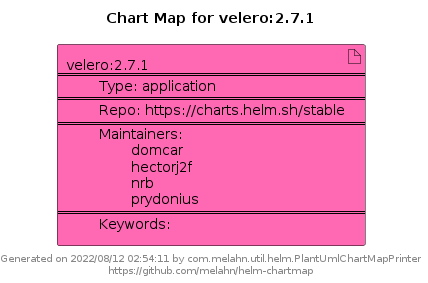 Chart Map for velero:2.7.1
velero:2.7.1
Type: application
Repo: https://charts.helm.sh/stable
Maintainers:
domcar
hectorj2f
nrb
prydonius
Keywords:
Generated on 2022/08/12 02:54:11 by com.melahn.util.helm.PlantUmlChartMapPrinter
https://github.com/melahn/helm-chartmap